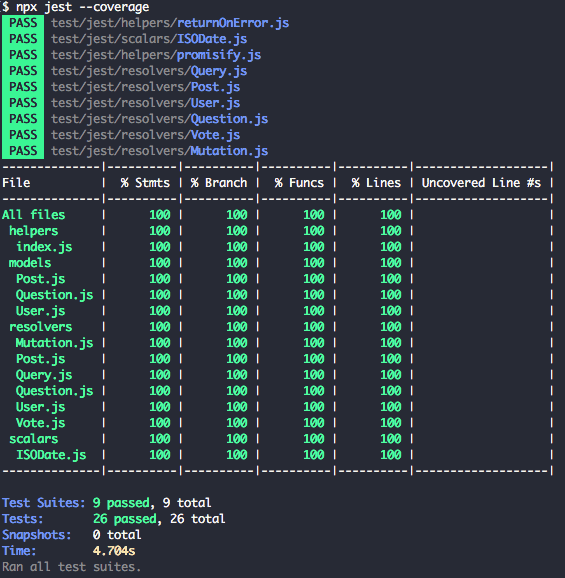 $ npx jest --coverage
PASS test/jest/helpers/returnOnError.js
PASS test/jest/scalars/ISODate.js
PASS test/jest/helpers/promisify.js
PASS test/jest/resolvers/Query.js
PASS test/jest/resolvers/Post.js
PASS test/jest/resolvers/User.js
PASS test/jest/resolvers/Question.js
PASS test/jest/resolvers/Vote.js
PASS test/jest/resolvers/Mutation.js
---------------|----------|----------|----------|----------|-------------------|
File           |  % Stmts | % Branch |  % Funcs |  % Lines | Uncovered Line #s |
---------------|----------|----------|----------|----------|-------------------|
All files      |      100 |      100 |      100 |      100 |                   |
 helpers       |      100 |      100 |      100 |      100 |                   |
  index.js     |      100 |      100 |      100 |      100 |                   |
 models        |      100 |      100 |      100 |      100 |                   |
  Post.js      |      100 |      100 |      100 |      100 |                   |
  Question.js  |      100 |      100 |      100 |      100 |                   |
  User.js      |      100 |      100 |      100 |      100 |                   |
 resolvers     |      100 |      100 |      100 |      100 |                   |
  Mutation.js  |      100 |      100 |      100 |      100 |                   |
  Post.js      |      100 |      100 |      100 |      100 |                   |
  Query.js     |      100 |      100 |      100 |      100 |                   |
  Question.js  |      100 |      100 |      100 |      100 |                   |
  User.js      |      100 |      100 |      100 |      100 |                   |
  Vote.js      |      100 |      100 |      100 |      100 |                   |
 scalars       |      100 |      100 |      100 |      100 |                   |
  ISODate.js   |      100 |      100 |      100 |      100 |                   |
---------------|----------|----------|----------|----------|-------------------|
Test Suites: 9 passed, 9 total
Tests:       26 passed, 26 total
Snapshots:   0 total
Time:        4.704s
Ran all test suites.